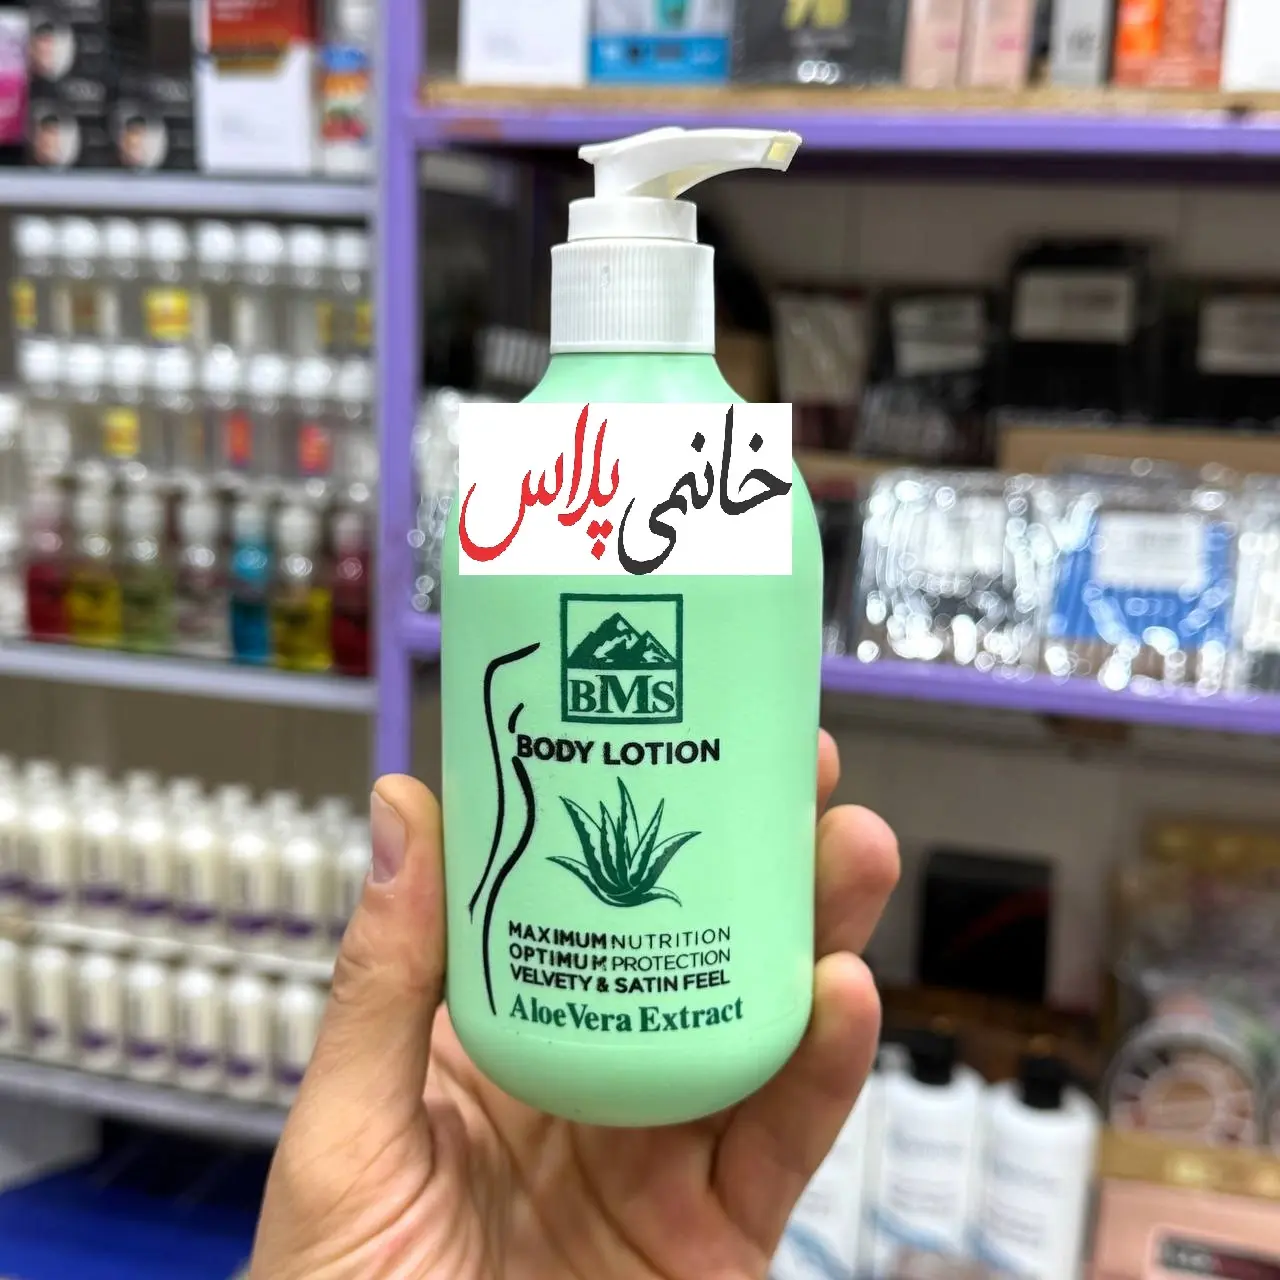 خانمی پلاس
BMS
BODY LOTION
MAXIMUM NUTRITION
OPTIMUM PROTECTION
VELVETY & SATIN FEEL
AloeVera Extract